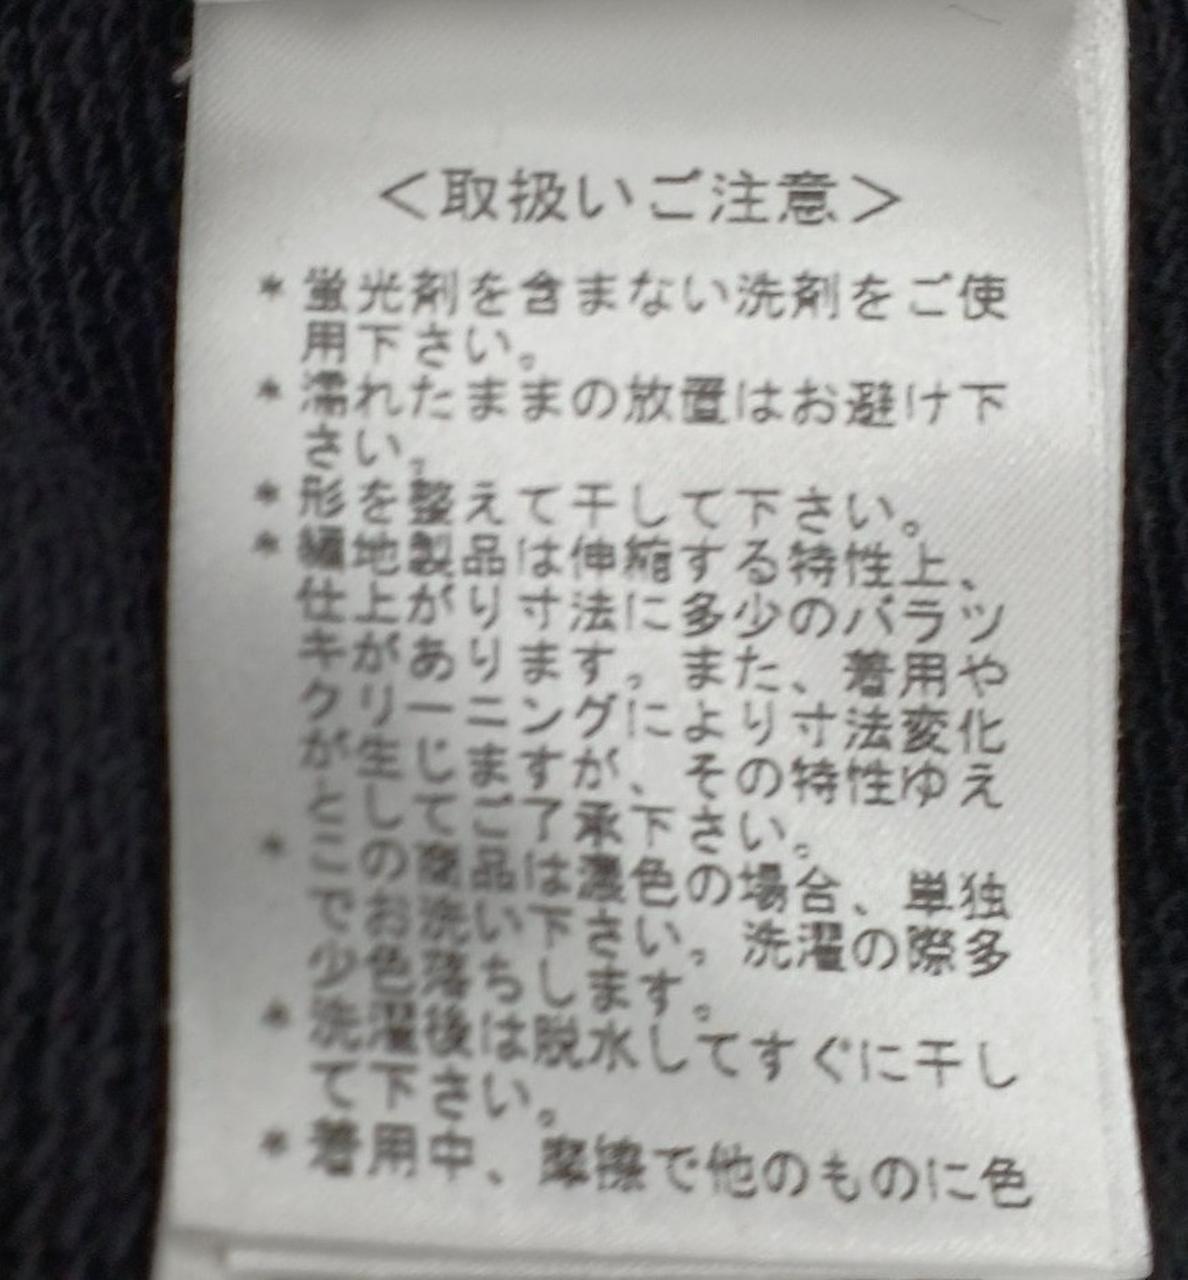 ＜取扱いご注意＞
＊蛍光剤を含まない洗剤をご使
用下さい。
＊濡れたままの放置はお避け下
さい。
＊形を整えて干して下さい。
＊編地製品は伸縮する特性上、
仕上がり寸法に多少のバラツ
キがあります。また、着用や
クリーニングにより寸法変化
が生じますが、その特性ゆえ
としてご了承下さい。
＊この商品は濃色の場合、単独
でお洗い下さい。洗濯の際多
少色落ちします。
＊洗濯後は脱水してすぐに干し
て下さい。
＊着用中、摩擦で他のものに色